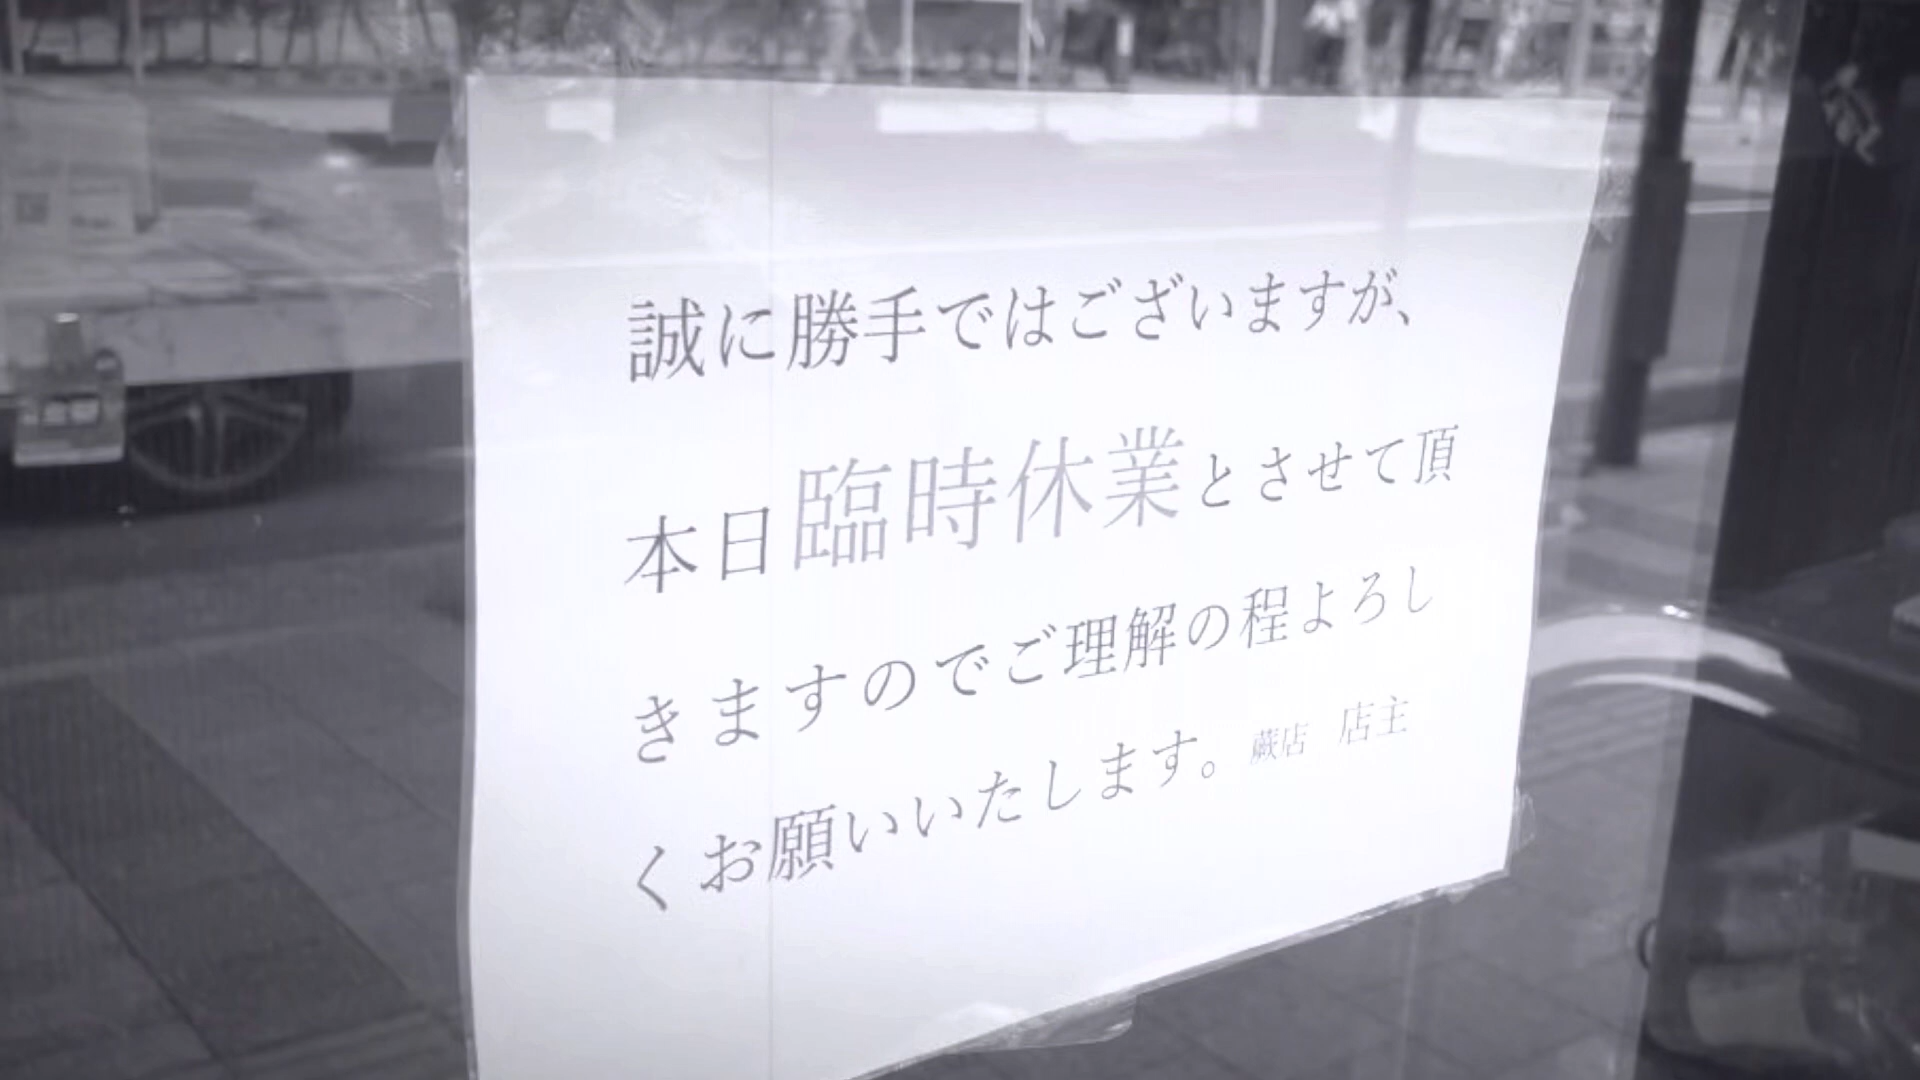 誠に勝手ではございますが、
本日臨時休業とさせて頂
きますのでご理解の程よろし
くお願いいたします。蕨店　店主